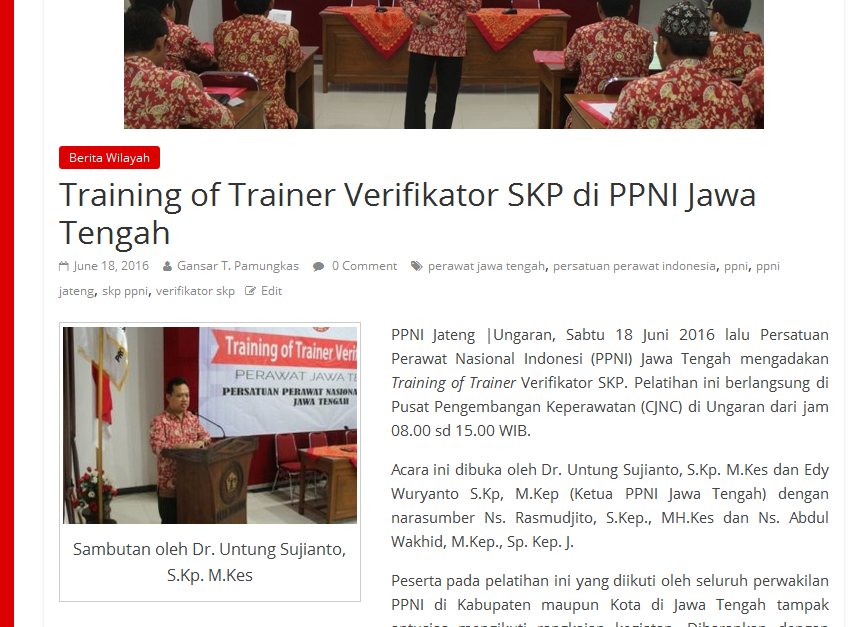 Berita Wilayah
Training of Trainer Verifikator SKP di PPNI Jawa
Tengah
June 18, 2016 Gansar T. Pamungkas 0 Comment perawat jawa tengah, persatuan perawat indonesia, ppni, ppni
jateng, skp ppni, verifikator skp Edit
Training of Trainer Veri
PERAWAT JAWA TE
PERSATUAN PERAWAT NASIONA
JAWA TENGAH
Sambutan oleh Dr. Untung Sujianto,
S.Kp. M.Kes
PPNI Jateng |Ungaran, Sabtu 18 Juni 2016 lalu Persatuan
Perawat Nasional Indonesi (PPNI) Jawa Tengah mengadakan
Training of Trainer Verifikator SKP. Pelatihan ini berlangsung di
Pusat Pengembangan Keperawatan (CJNC) di Ungaran dari jam
08.00 sd 15.00 WIB.
Acara ini dibuka oleh Dr. Untung Sujianto, S.Kp. M.Kes dan Edy
Wuryanto S.Kp, M.Kep (Ketua PPNI Jawa Tengah) dengan
narasumber Ns. Rasmudjito, S.Kep., MH.Kes dan Ns. Abdul
Wakhid, M.Kep., Sp. Kep. J.
Peserta pada pelatihan ini yang diikuti oleh seluruh perwakilan
PPNI di Kabupaten maupun Kota di Jawa Tengah tampak
antusias mengikuti rangkaian kegiatan. Diharapkan dengan